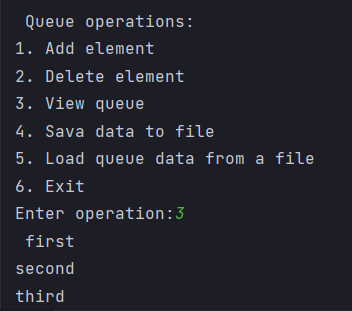 Queue operations:
1. Add element
2. Delete element
3. View queue
4. Sava data to file
5. Load queue data from a file
6. Exit
Enter operation:3
first
second
third